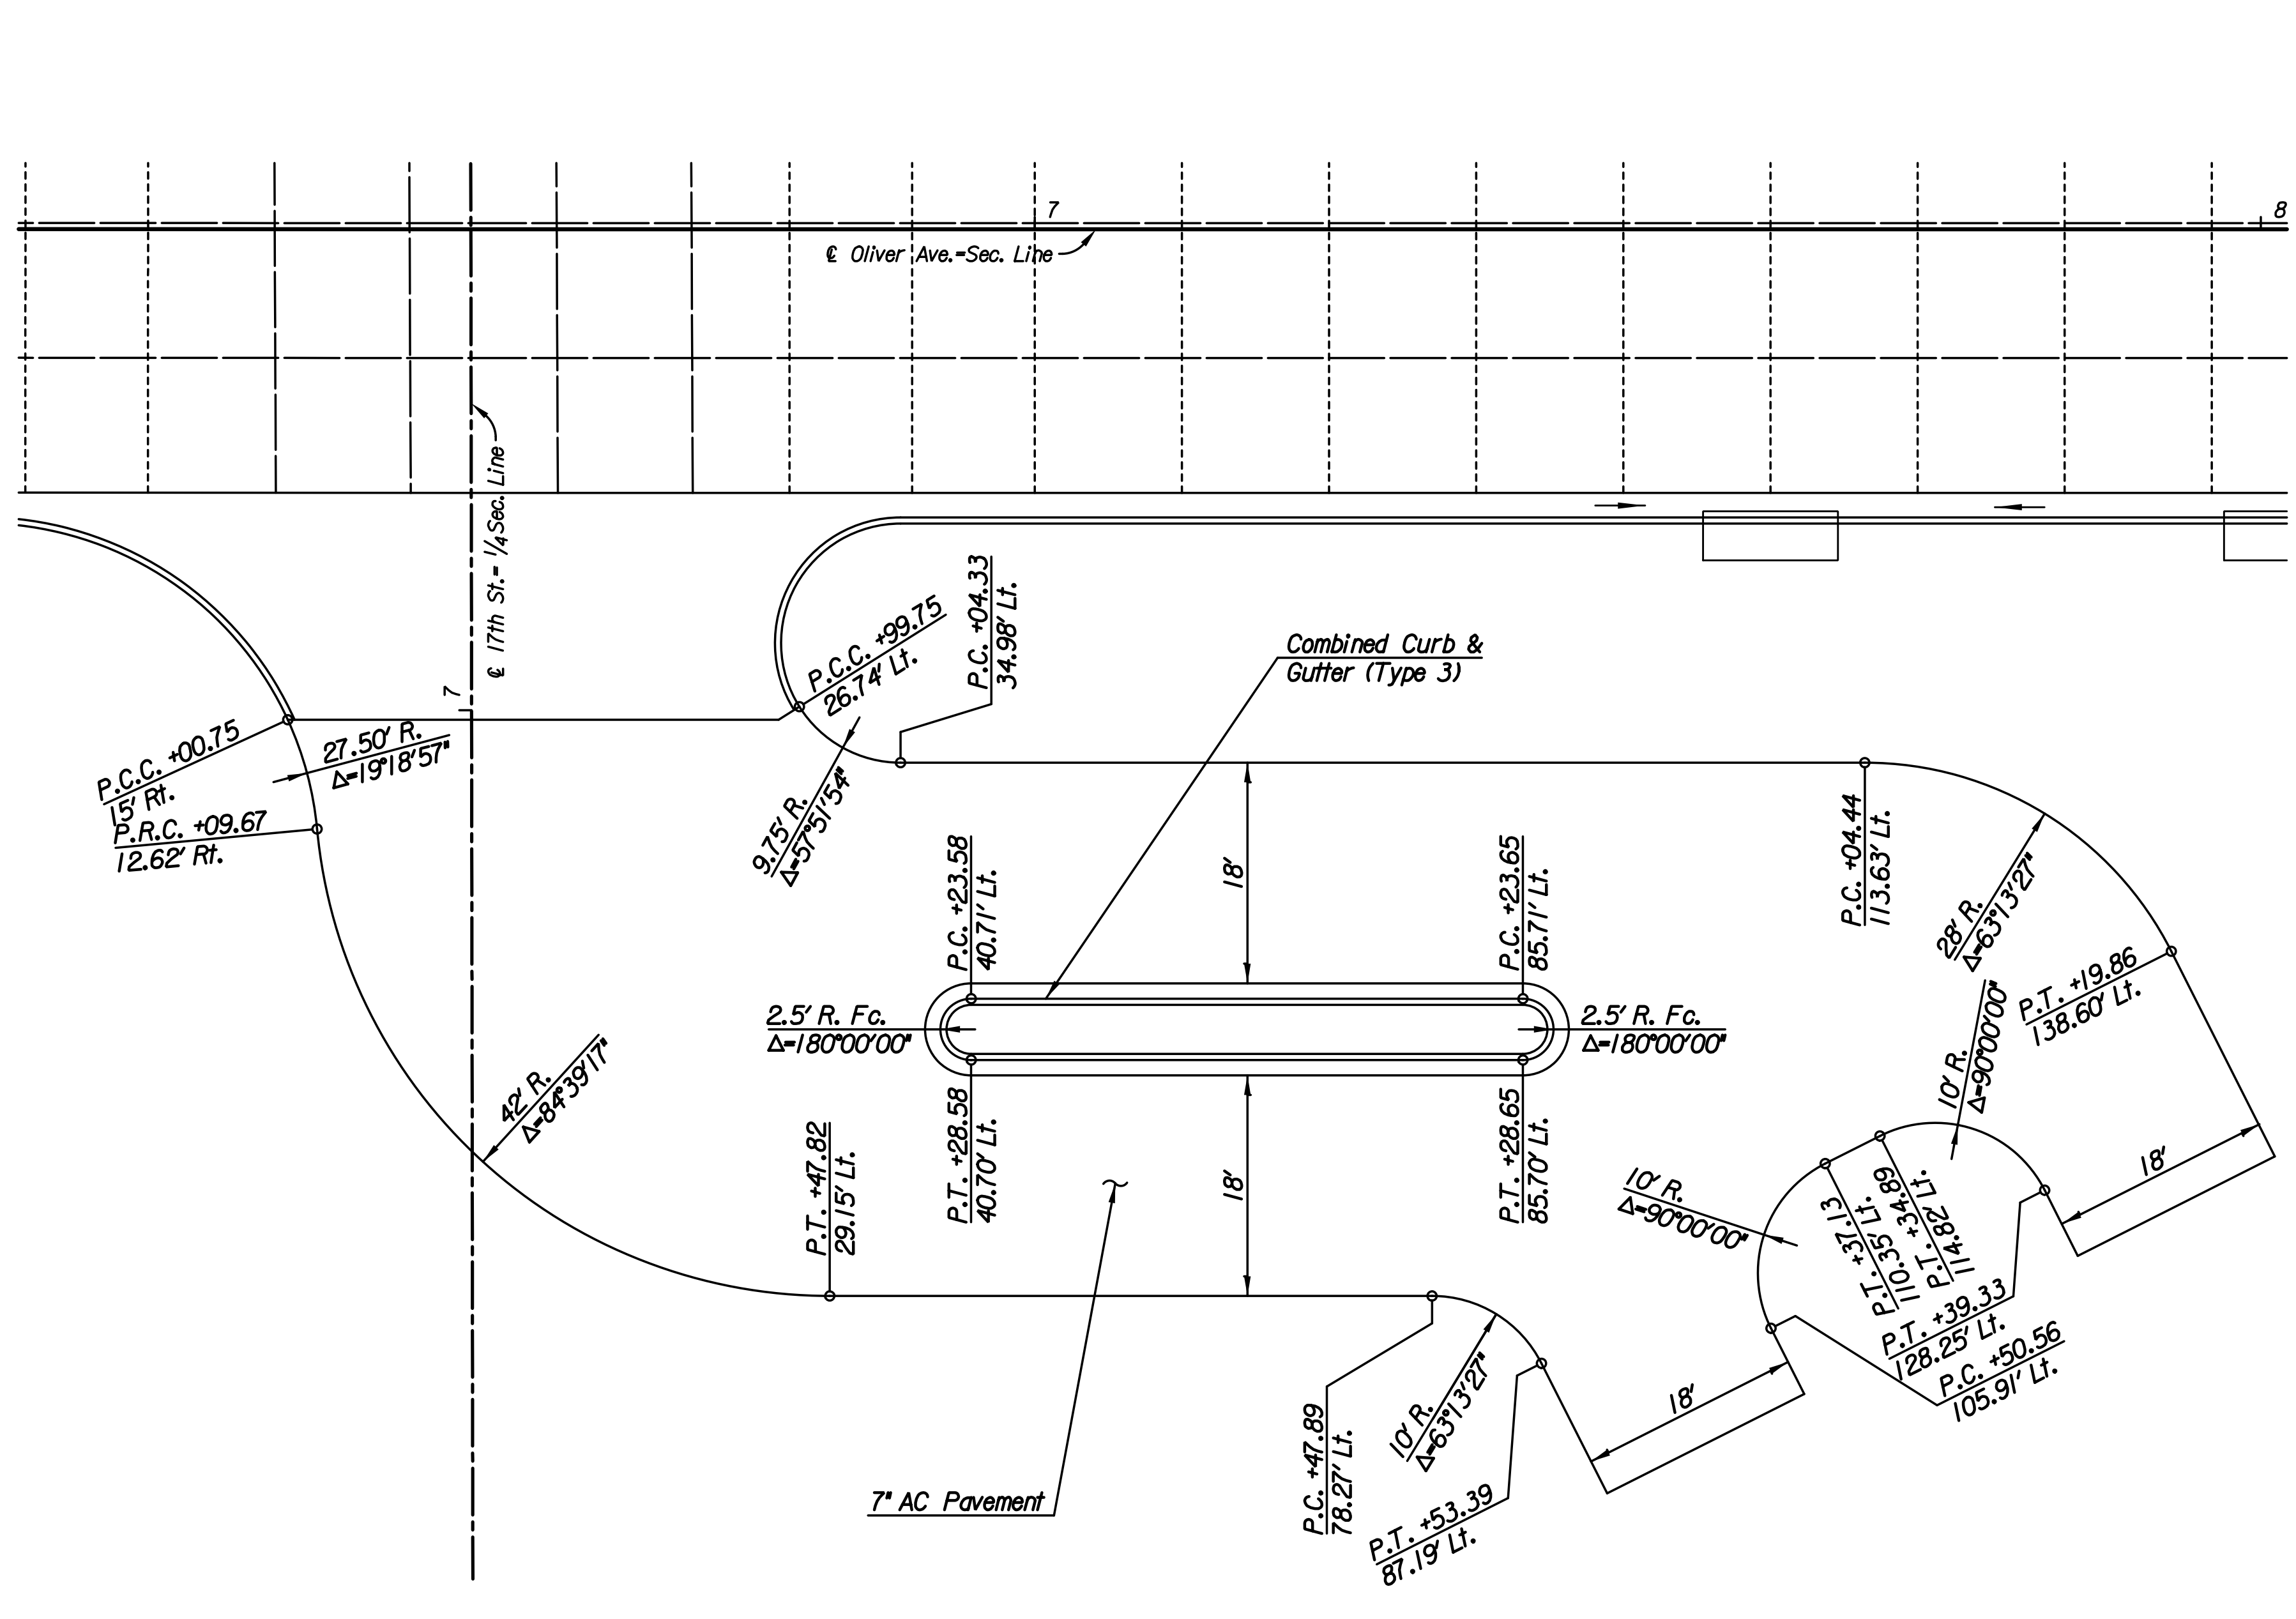 7
8
℄ Oliver Ave.=Sec. Line
℄ 17th St.= 1/4 Sec. Line
7
P.C.C. +00.75
15' Rt.
P.R.C. +09.67
12.62' Rt.
27.50' R.
Δ=19°18'57"
P.C.C. +99.75
26.74' Lt.
P.C. +04.33
34.98' Lt.
9.75' R.
Δ=57°51'54"
Combined Curb &
Gutter (Type 3)
P.C. +23.58
40.71' Lt.
18'
P.C. +23.65
85.71' Lt.
P.C. +04.44
113.63' Lt.
28' R.
Δ=63°13'27"
P.T. +19.86
138.60' Lt.
2.5' R. Fc.
Δ=180°00'00"
2.5' R. Fc.
Δ=180°00'00"
42' R.
Δ=84°39'17"
P.T. +47.82
29.15' Lt.
P.T. +28.58
40.70' Lt.
18'
P.T. +28.65
85.70' Lt.
10' R.
Δ=90°00'00"
10' R.
Δ=90°00'00"
18'
P.T. +37.13
110.35' Lt.
P.T. +34.89
114.82' Lt.
P.T. +39.33
128.25' Lt.
P.C. +50.56
105.91' Lt.
18'
10' R.
Δ=63°13'27"
P.C. +47.89
78.27' Lt.
P.T. +53.39
87.19' Lt.
7" AC Pavement